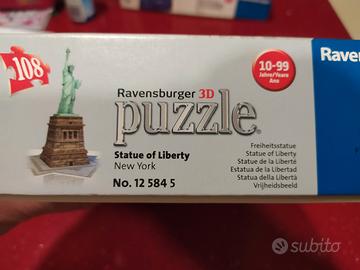 108
Ravensburger 3D
puzzle®
Statue of Liberty
New York
No. 12 584 5
10-99
Jahre/Years
Ans
Freiheitsstatue
Statue of Liberty
Statue de la Liberté
Estatua de la Libertad
Statua della Libertà
Vrijheidsbeeld
Raven
subito